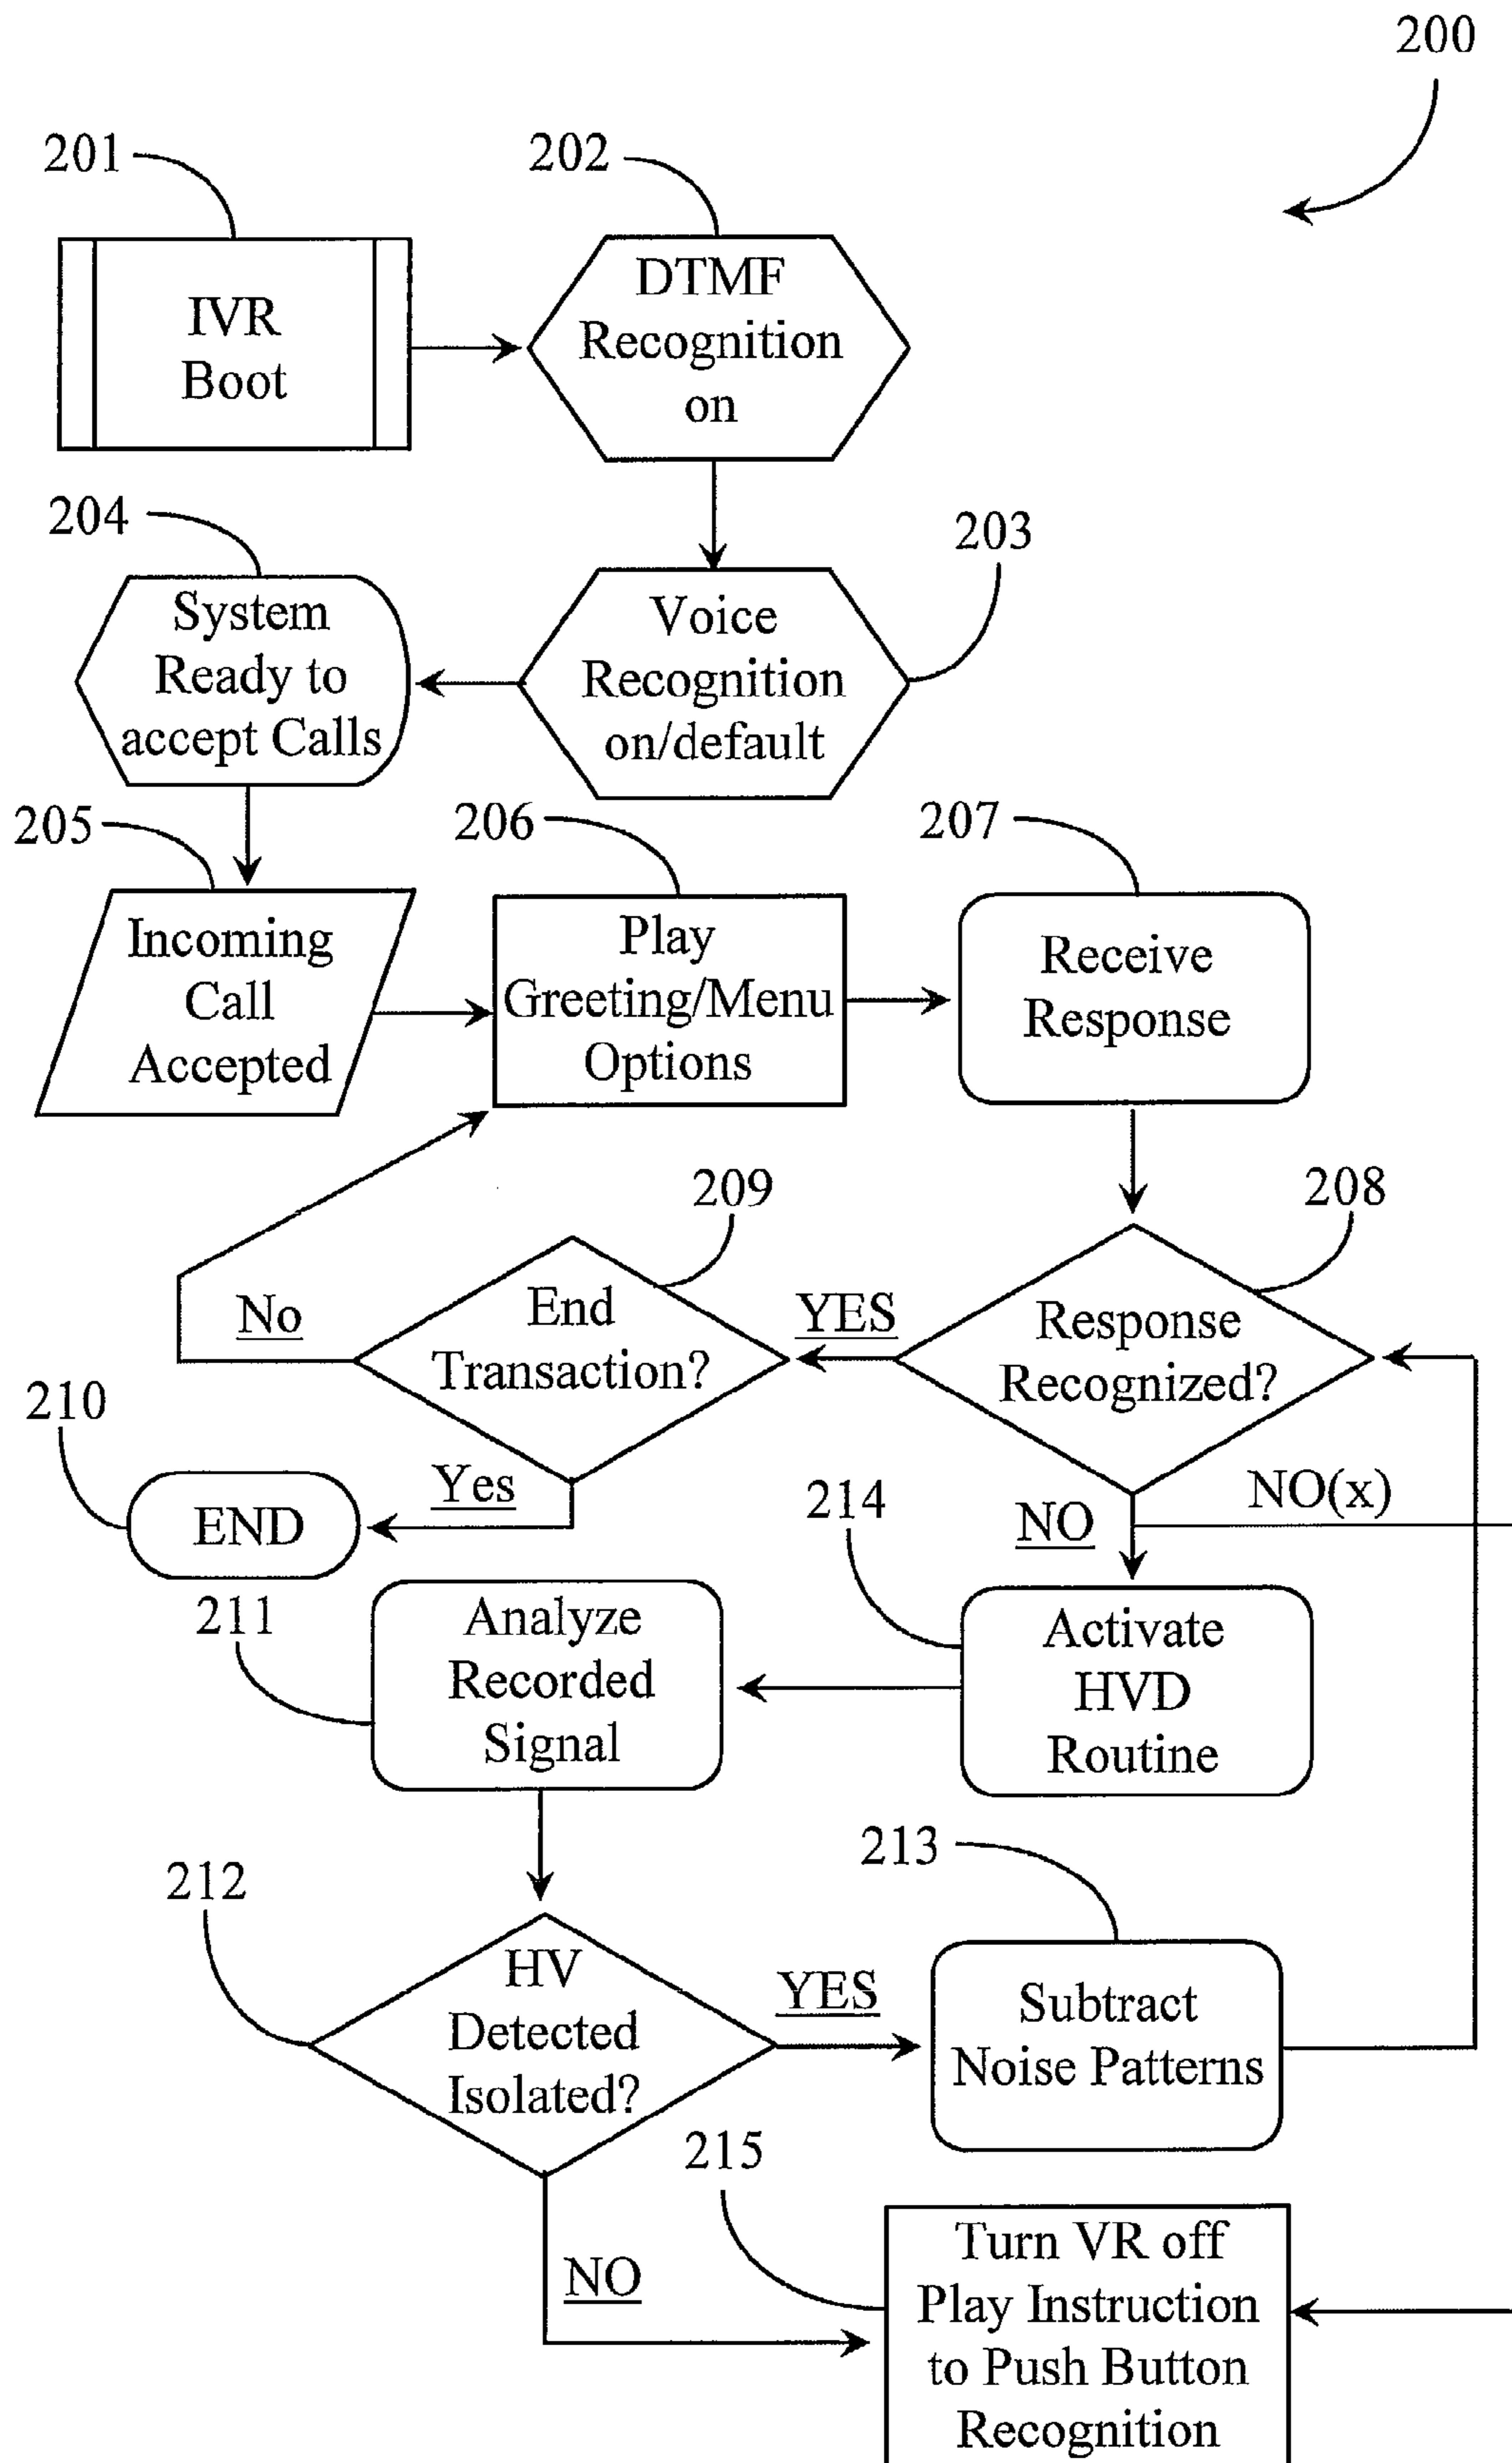 200
201
202
IVR
Boot
DTMF
Recognition
on
204
203
System
Ready to
accept Calls
Voice
Recognition
on/default
205
206
207
Incoming
Call
Accepted
Play
Greeting/Menu
Options
Receive
Response
209
208
No
End
Transaction?
YES
Response
Recognized?
210
Yes
END
214
NO
NO(x)
211
Analyze
Recorded
Signal
Activate
HVD
Routine
212
213
HV
Detected
Isolated?
YES
Subtract
Noise Patterns
215
NO
Turn VR off
Play Instruction
to Push Button
Recognition